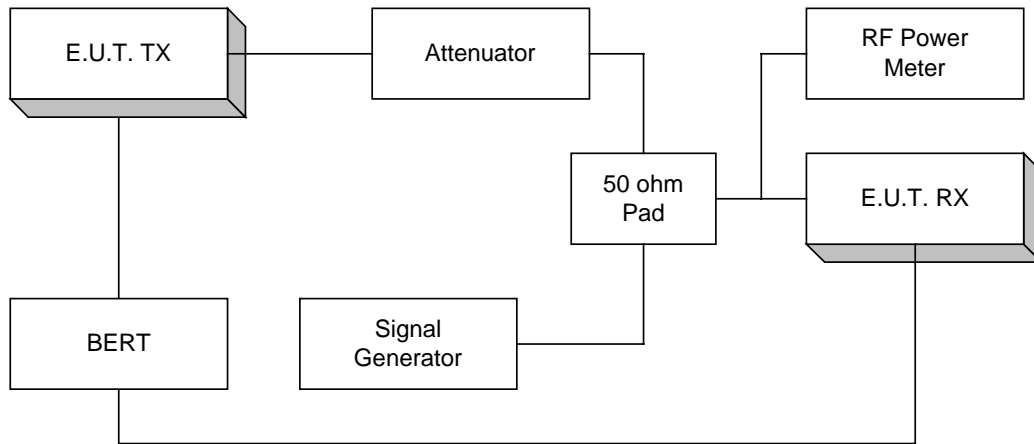 E.U.T. TX
Attenuator
RF Power
Meter
50 ohm
Pad
E.U.T. RX
BERT
Signal
Generator